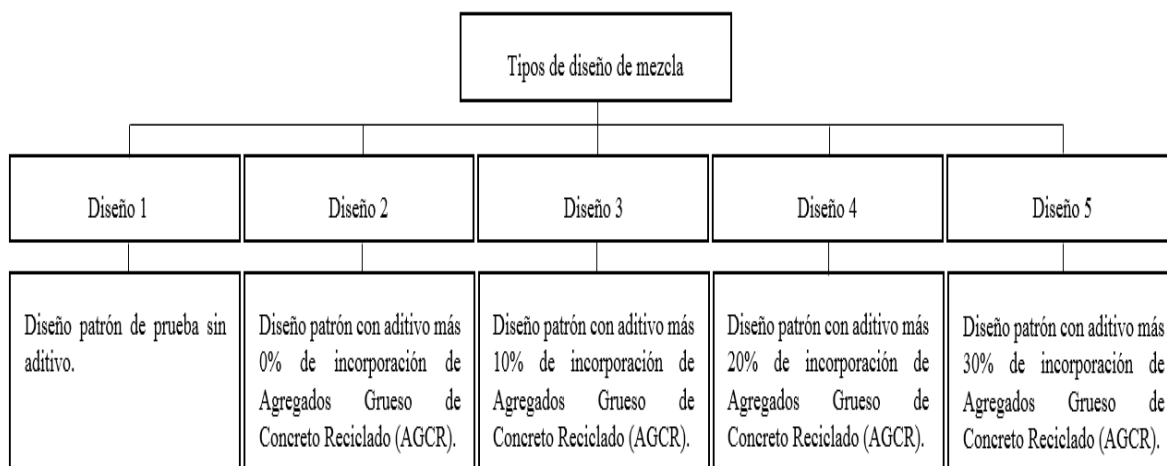 Tipos de diseño de mezcla
Diseño 1
Diseño 2
Diseño 3
Diseño 4
Diseño 5
Diseño patrón de prueba sin
aditivo.
Diseño patrón con aditivo más
0% de incorporación de
Agregados Grueso de
Concreto Reciclado (AGCR).
Diseño patrón con aditivo más
10% de incorporación de
Agregados Grueso de
Concreto Reciclado (AGCR).
Diseño patrón con aditivo más
20% de incorporación de
Agregados Grueso de
Concreto Reciclado (AGCR).
Diseño patrón con aditivo más
30% de incorporación de
Agregados Grueso de
Concreto Reciclado (AGCR).